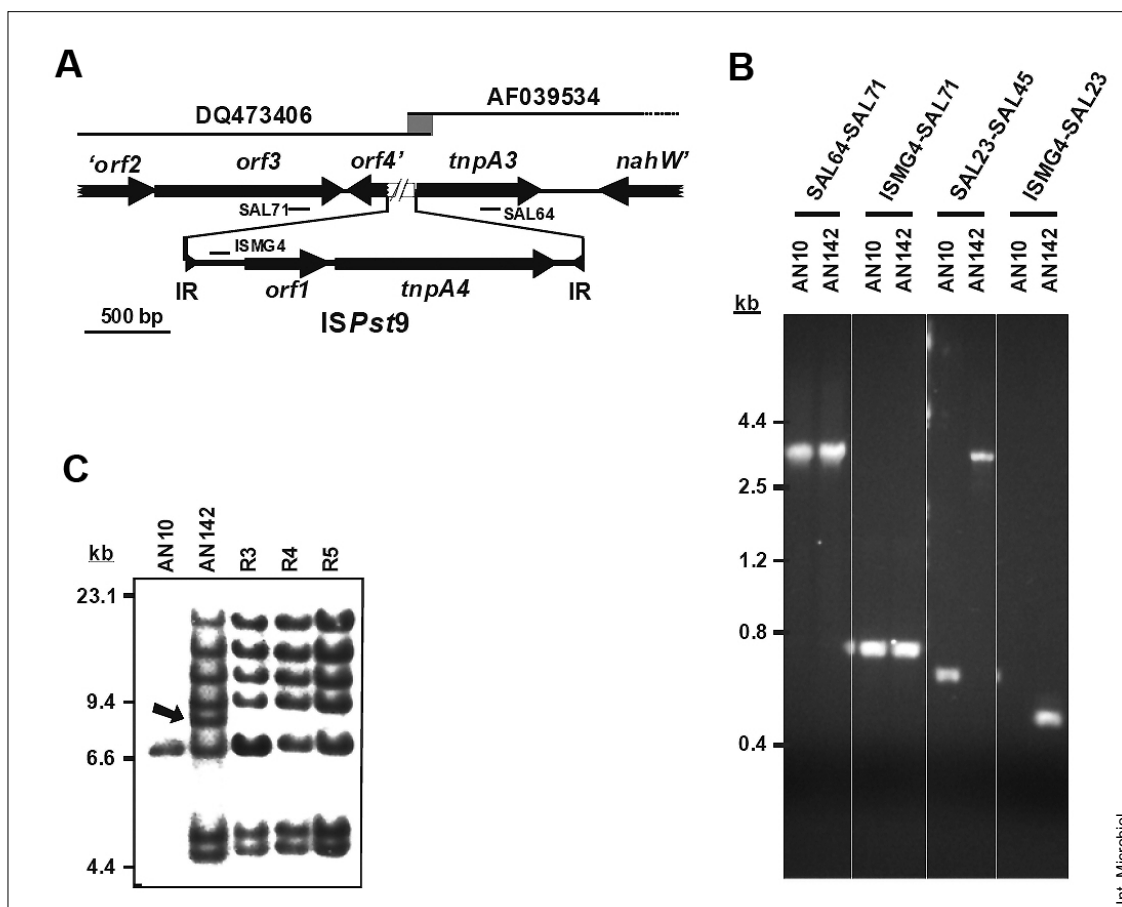 A
DQ473406
AF039534
‘orf2
orf3
orf4’
tnpA3
nahW’
SAL71
SAL64
ISMG4
IR
orf1
tnpA4
IR
500 bp
ISPst9
B
SAL64-SAL71
ISMG4-SAL71
SAL23-SAL45
ISMG4-SAL23
AN10
AN142
AN10
AN142
AN10
AN142
AN10
AN142
kb
4.4
2.5
1.2
0.8
0.4
C
AN10
AN142
R3
R4
R5
kb
23.1
9.4
6.6
4.4
Int. Microbiol.